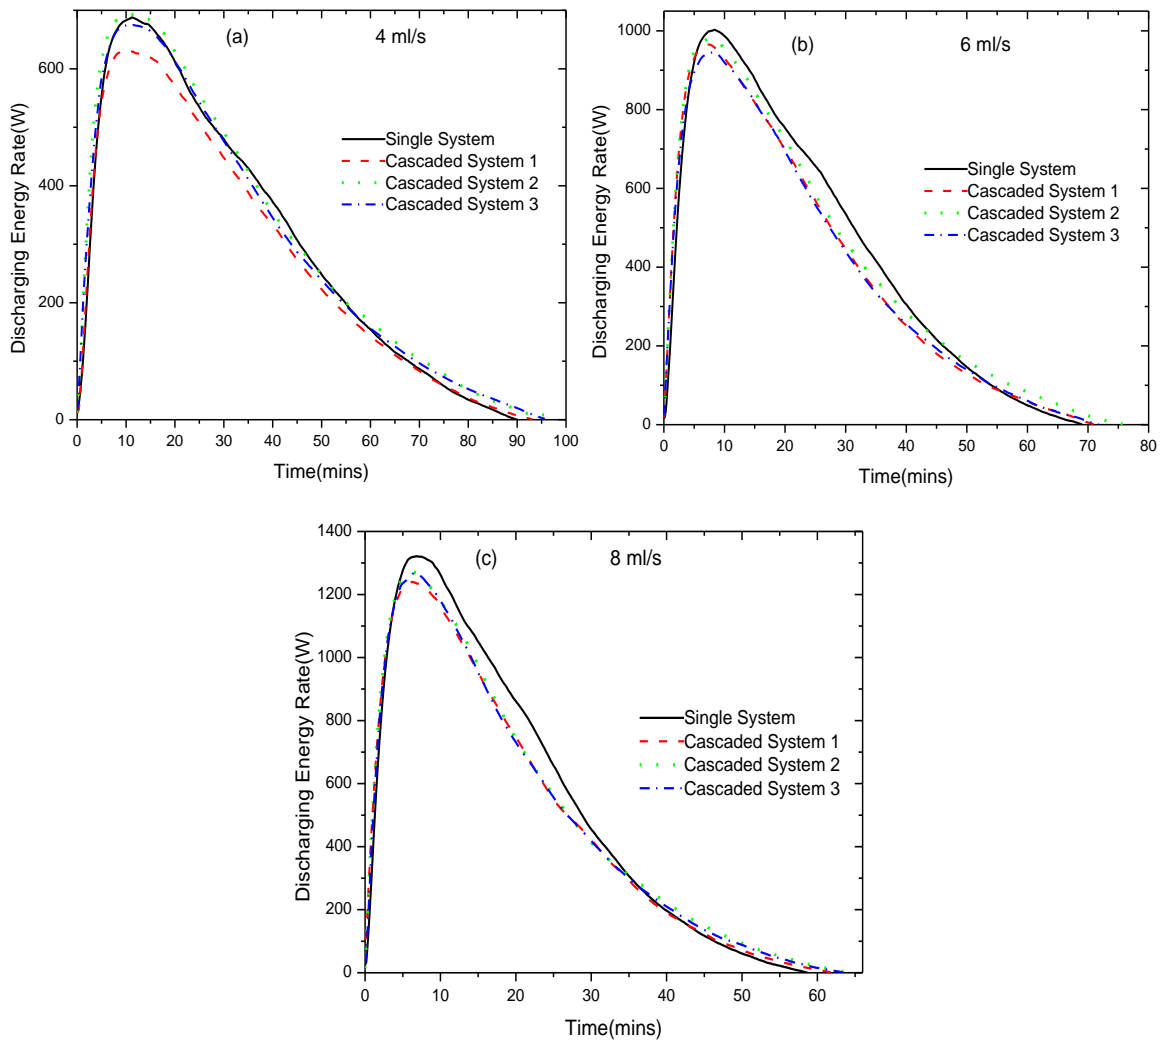 (a)
4 ml/s
Discharging Energy Rate(W)
600
400
200
0
Single System
Cascaded System 1
Cascaded System 2
Cascaded System 3
0 10 20 30 40 50 60 70 80 90 100
Time(mins)
(b)
6 ml/s
Discharging Energy Rate(W)
1000
800
600
400
200
0
Single System
Cascaded System 1
Cascaded System 2
Cascaded System 3
0 10 20 30 40 50 60 70 80
Time(mins)
(c)
8 ml/s
Discharging Energy Rate(W)
1400
1200
1000
800
600
400
200
0
Single System
Cascaded System 1
Cascaded System 2
Cascaded System 3
0 10 20 30 40 50 60
Time(mins)